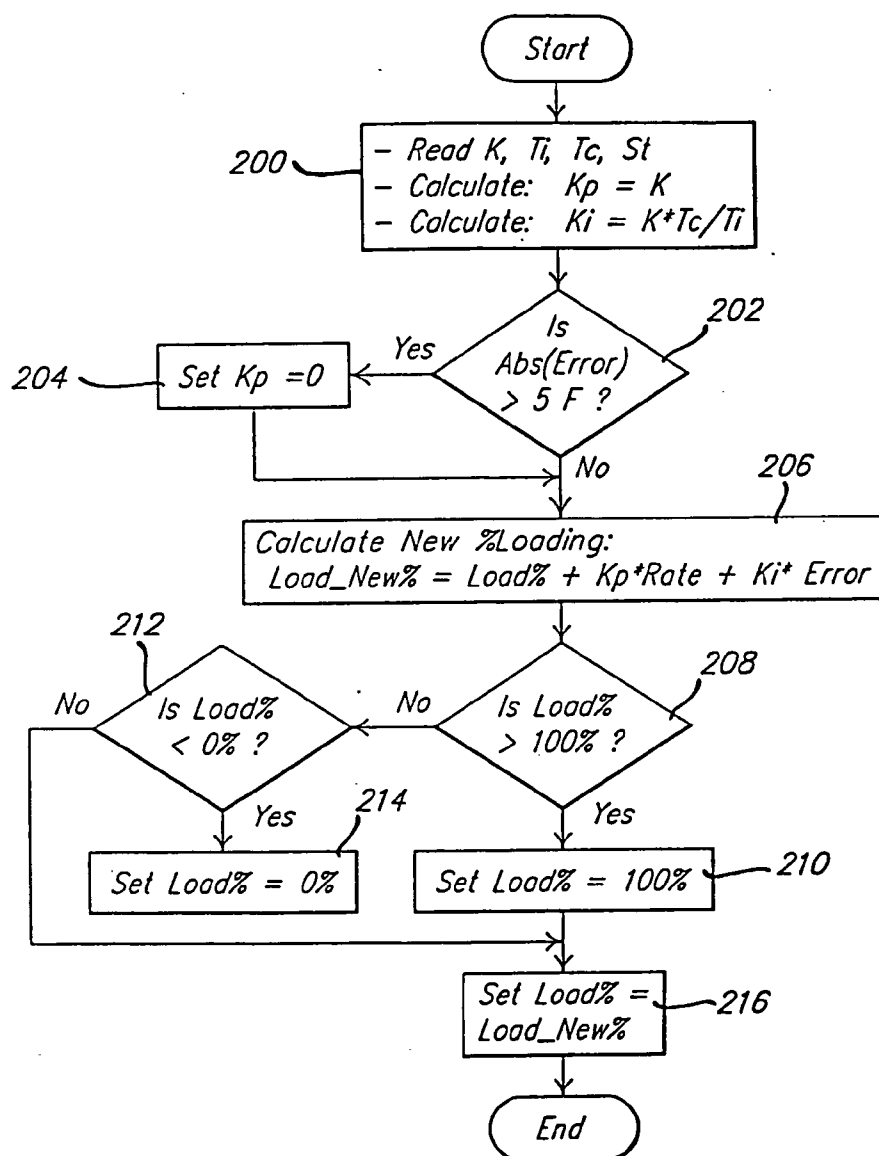 Start
200
- Read K, Ti, Tc, St
- Calculate: Kp = K
- Calculate: Ki = K*Tc/Ti
202
Is
Abs(Error)
> 5 F ?
Yes
204
Set Kp =0
No
206
Calculate New %Loading:
Load_New% = Load% + Kp*Rate + Ki* Error
212
208
No
Is Load%
< 0% ?
No
Is Load%
> 100% ?
Yes
214
Yes
Set Load% = 0%
Set Load% = 100%
210
Set Load% =
Load_New%
216
End